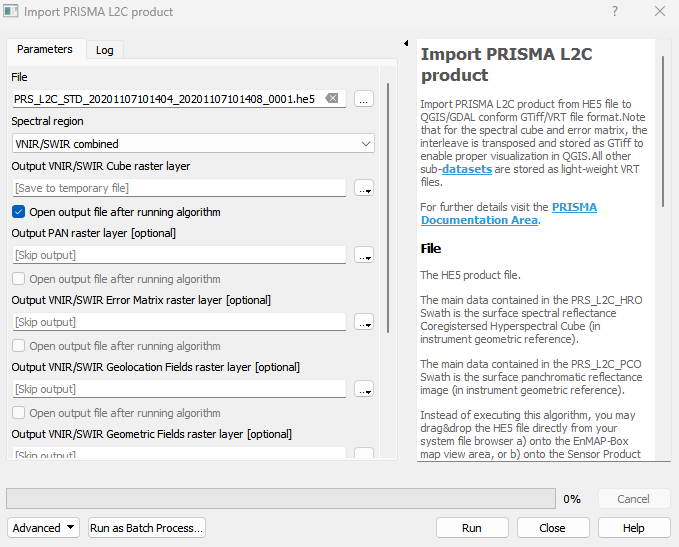 Import PRISMA L2C product
? ×
Parameters
Log
File
PRS_L2C_STD_20201107101404_20201107101408_0001.he5
...
Spectral region
VNIR/SWIR combined
Output VNIR/SWIR Cube raster layer
[Save to temporary file]
...
Open output file after running algorithm
Output PAN raster layer [optional]
[Skip output]
...
Open output file after running algorithm
Output VNIR/SWIR Error Matrix raster layer [optional]
[Skip output]
...
Open output file after running algorithm
Output VNIR/SWIR Geolocation Fields raster layer [optional]
[Skip output]
...
Open output file after running algorithm
Output VNIR/SWIR Geometric Fields raster layer [optional]
[Skip output]
...
Import PRISMA L2C
product
Import PRISMA L2C product from HE5 file to
QGIS/GDAL conform GTiff/VRT file format.Note
that for the spectral cube and error matrix, the
interleave is transposed and stored as GTiff to
enable proper visualization in QGIS.All other
sub-datasets are stored as light-weight VRT
files.
For further details visit the PRISMA
Documentation Area.
File
The HE5 product file.
The main data contained in the PRS_L2C_HRO
Swath is the surface spectral reflectance
Coregistersed Hyperspectral Cube (in
instrument geometric reference).
The main data contained in the PRS_L2C_PCO
Swath is the surface panchromatic reflectance
image (in instrument geometric reference).
Instead of executing this algorithm, you may
drag&drop the HE5 file directly from your
system file browser a) onto the EnMAP-Box
map view area, or b) onto the Sensor Product
0%
Cancel
Advanced
Run as Batch Process...
Run
Close
Help